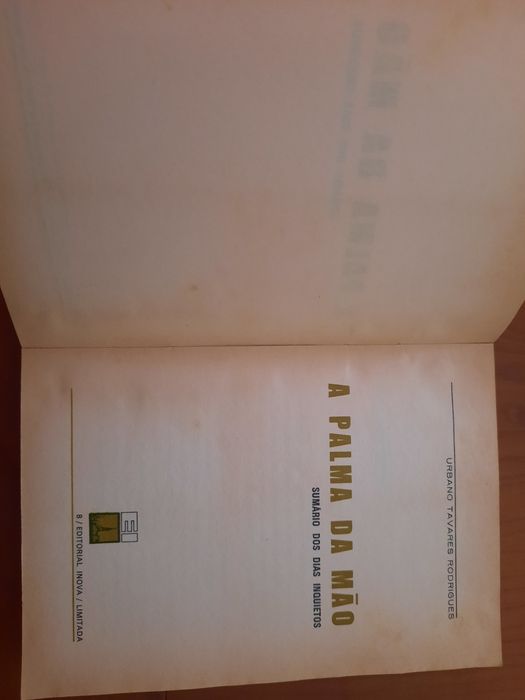 URBANO TAVARES RODRIGUES
A PALMA DA MÃO
SUMÁRIO DOS DIAS INQUIETOS
EI
8 / EDITORIAL INOVA / LIMITADA